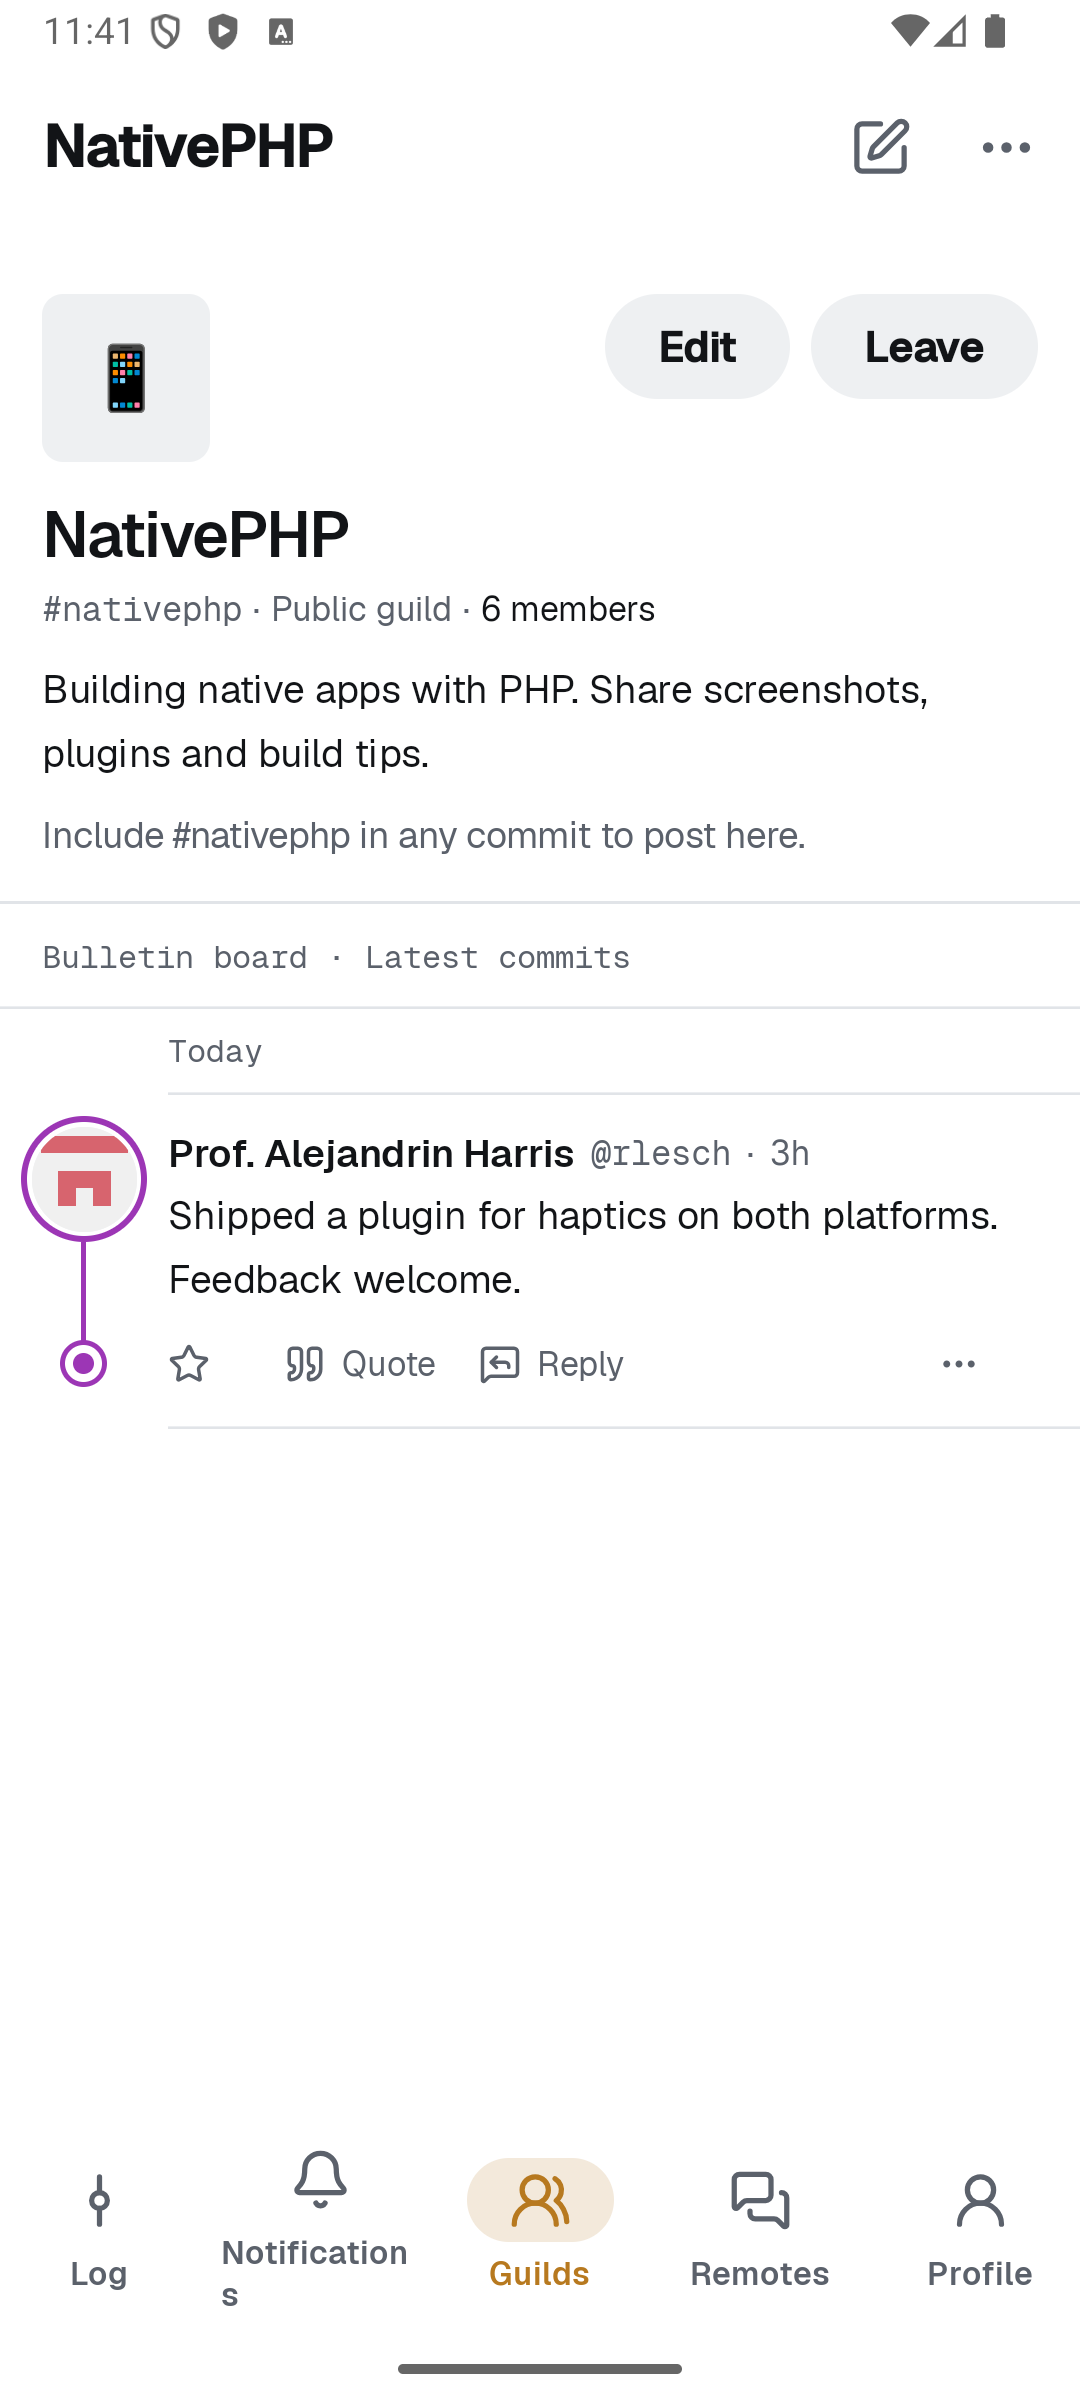 11:41
NativePHP
Edit
Leave
NativePHP
#nativephp · Public guild · 6 members
Building native apps with PHP. Share screenshots,
plugins and build tips.
Include #nativephp in any commit to post here.
Bulletin board · Latest commits
Today
Prof. Alejandrin Harris @rlesch · 3h
Shipped a plugin for haptics on both platforms.
Feedback welcome.
Quote
Reply
Log
Notification
s
Guilds
Remotes
Profile